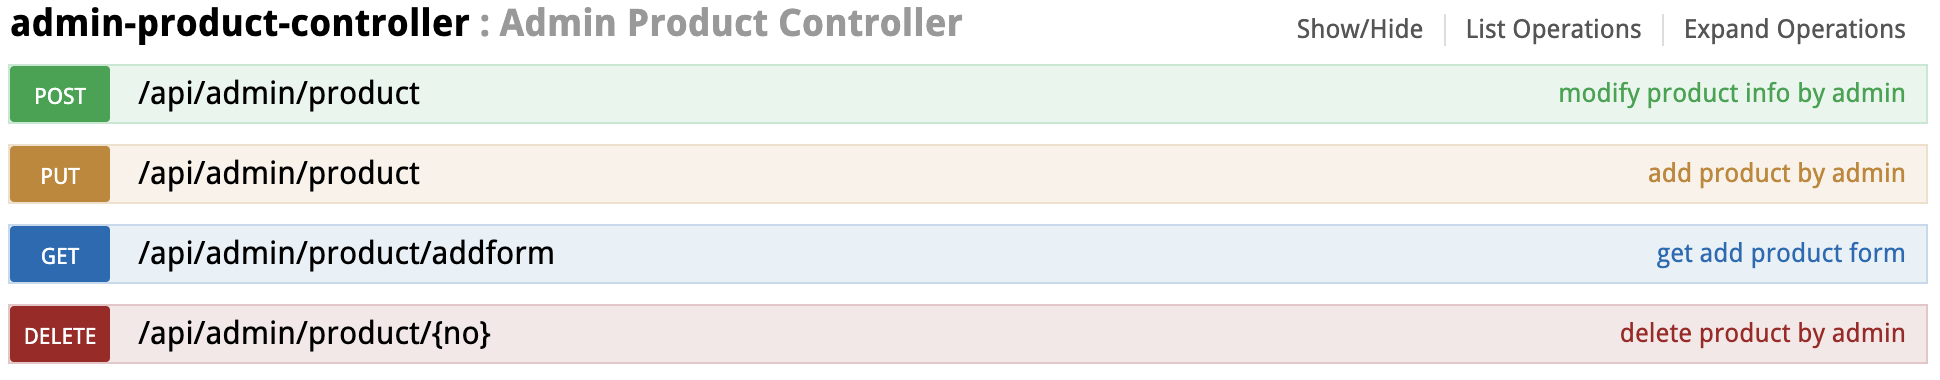 admin-product-controller : Admin Product Controller Show/Hide List Operations Expand Operations
POST /api/admin/product modify product info by admin
PUT /api/admin/product add product by admin
GET /api/admin/product/addform get add product form
DELETE /api/admin/product/{no} delete product by admin